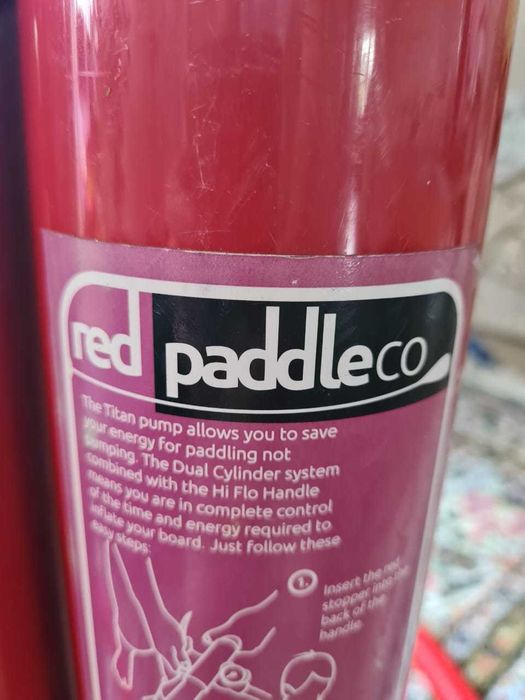 red paddle co
The Titan pump allows you to save
your energy for paddling not
pumping. The Dual Cylinder system
combined with the Hi Flo Handle
means you are in complete control
of the time and energy required to
inflate your board. Just follow these
easy steps:
1.
Insert the red
stopper into the
back of the
handle.